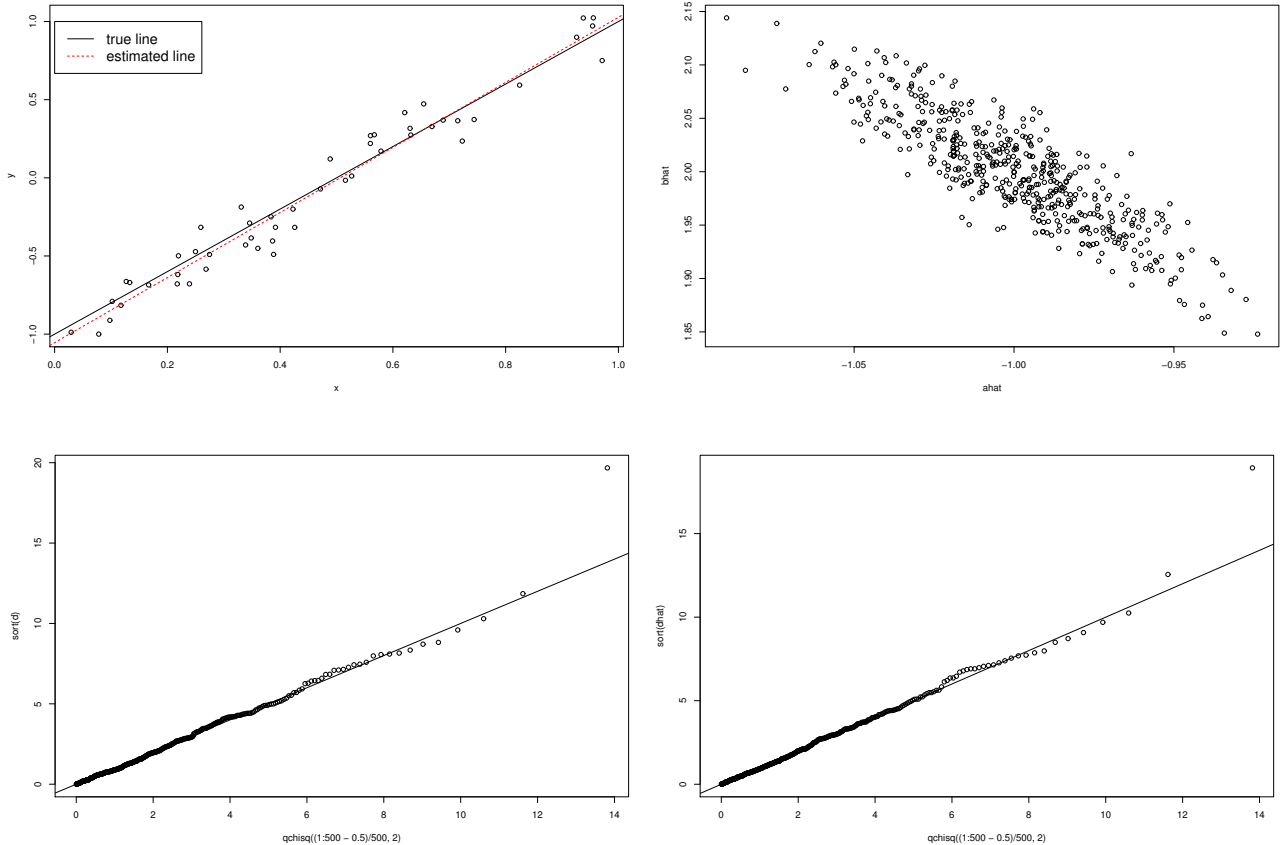 true line
estimated line
1.0
0.5
0.0
−0.5
−1.0
y
0.0 0.2 0.4 0.6 0.8 1.0
x
2.15
2.10
2.05
2.00
1.95
1.90
1.85
bhat
−1.05 −1.00 −0.95
ahat
20
15
10
5
0
sort(d)
0 2 4 6 8 10 12 14
qchisq((1:500 − 0.5)/500, 2)
15
10
5
0
sort(dhat)
0 2 4 6 8 10 12 14
qchisq((1:500 − 0.5)/500, 2)